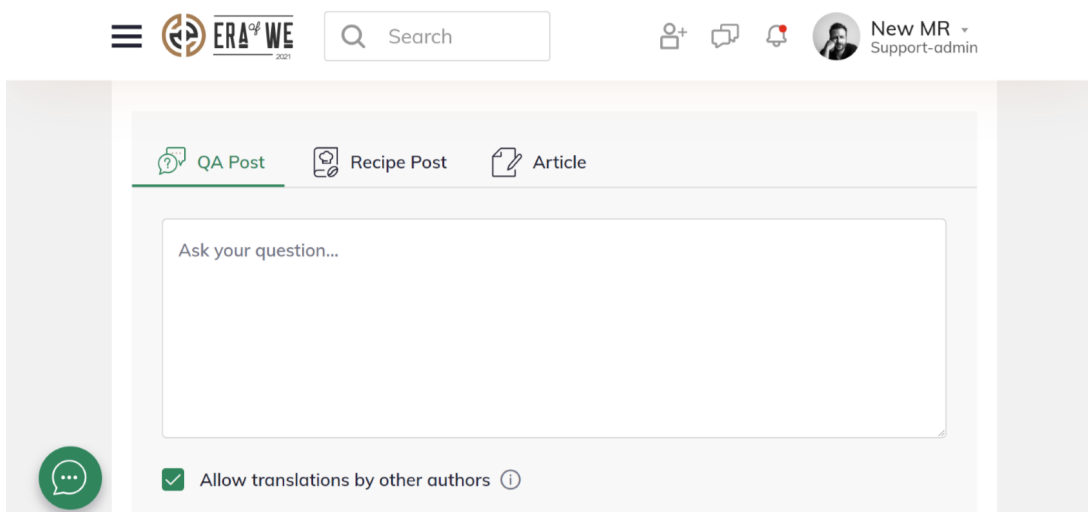 ERA of WE
2021
Search
New MR
Support-admin
QA Post
Recipe Post
Article
Ask your question...
Allow translations by other authors